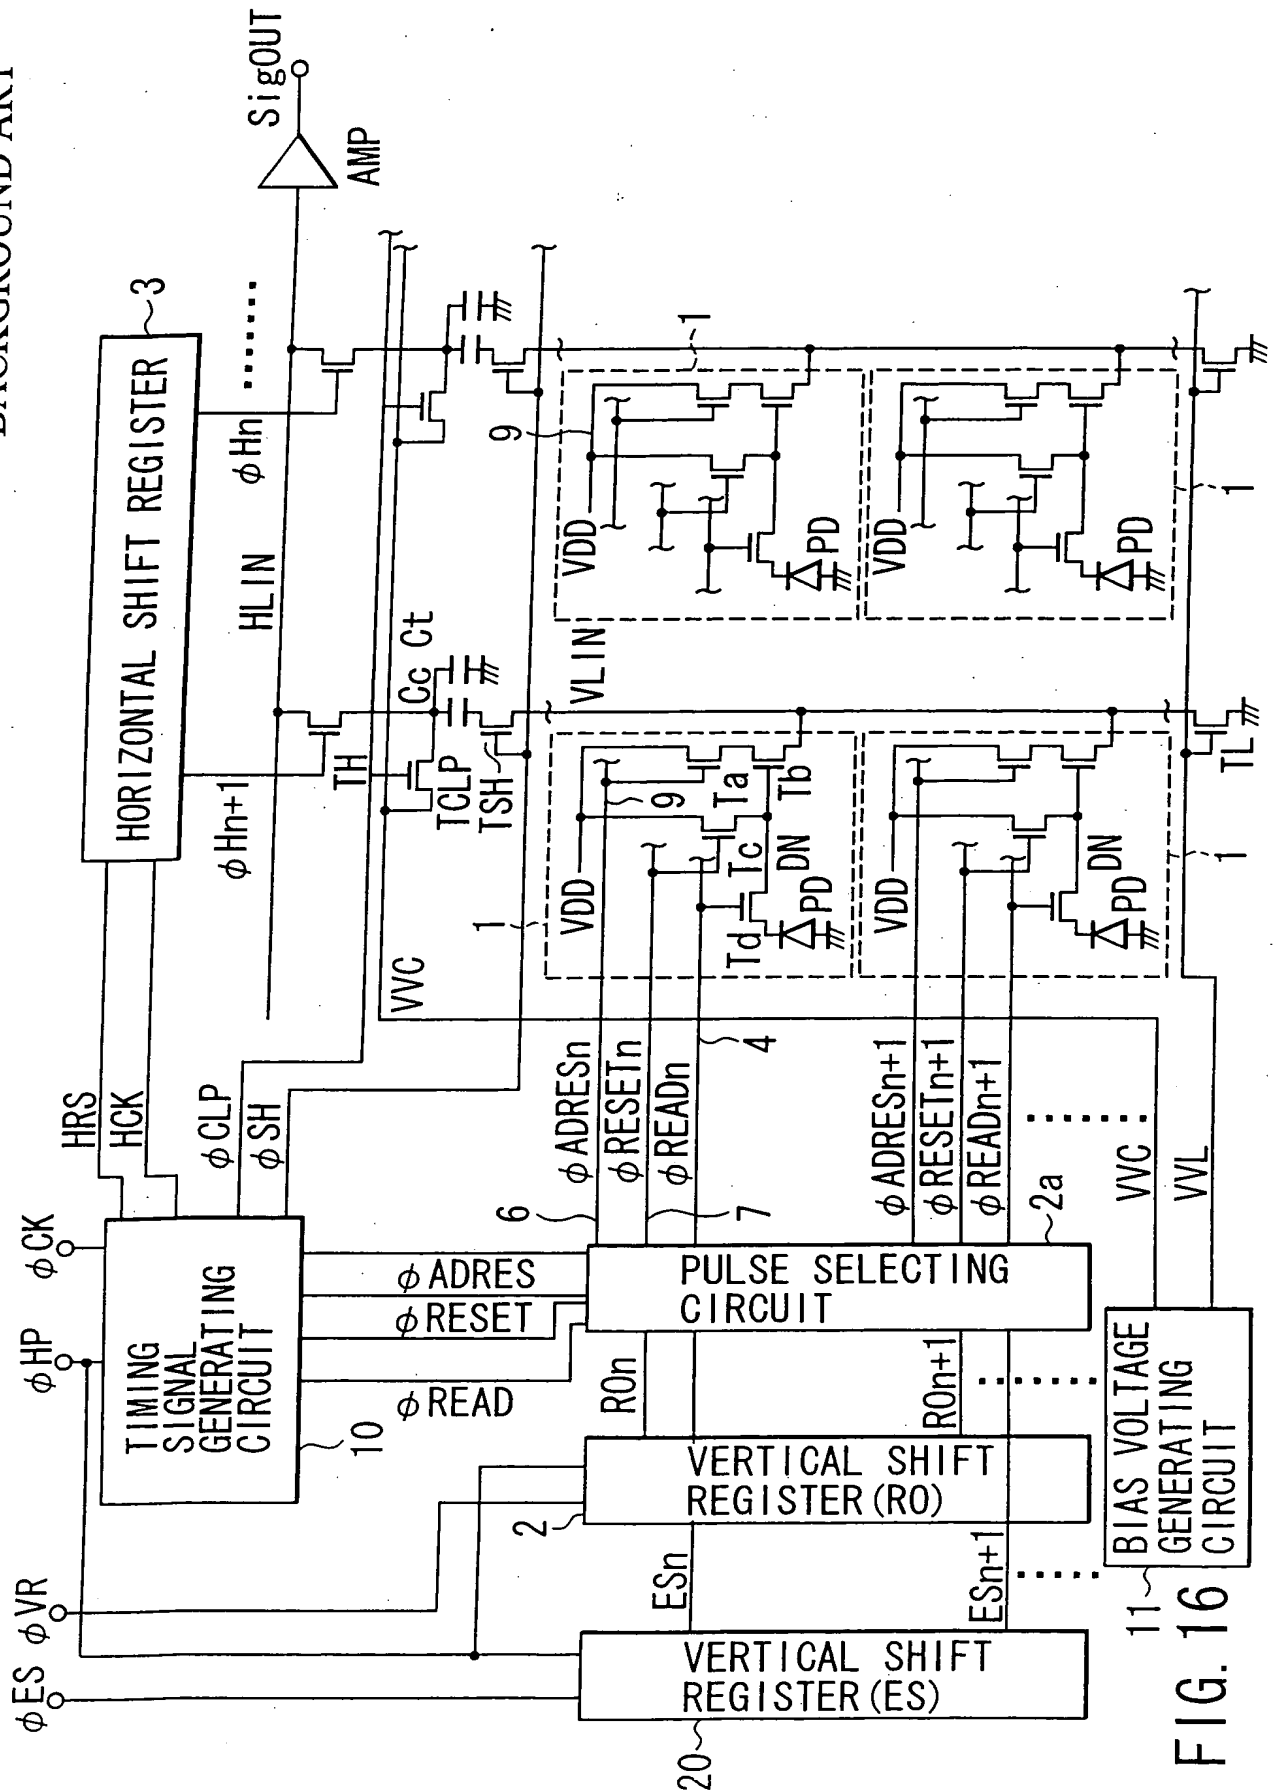 BACKGROUND ART
φES
φVR
φHP
φCK
TIMING
SIGNAL
GENERATING
CIRCUIT
10
HRS
HCK
φCLP
φSH
HORIZONTAL SHIFT REGISTER
3
φHn+1
φHn
HLIN
SigOUT
AMP
TH
VVC
TCLP
TSH
Cc
Ct
VLIN
φADRES
φRESET
φREAD
20
VERTICAL SHIFT
REGISTER(ES)
ESn
ESn+1
2
VERTICAL SHIFT
REGISTER(RO)
ROn
ROn+1
PULSE SELECTING
CIRCUIT
2a
6
7
4
φADRESn
φRESETn
φREADn
φADRESn+1
φRESETn+1
φREADn+1
1
VDD
9
Ta
Tb
Tc
Td
DN
PD
VDD
9
PD
1
VDD
DN
PD
1
VDD
PD
1
TL
11
BIAS VOLTAGE
GENERATING
CIRCUIT
VVC
VVL
FIG. 16